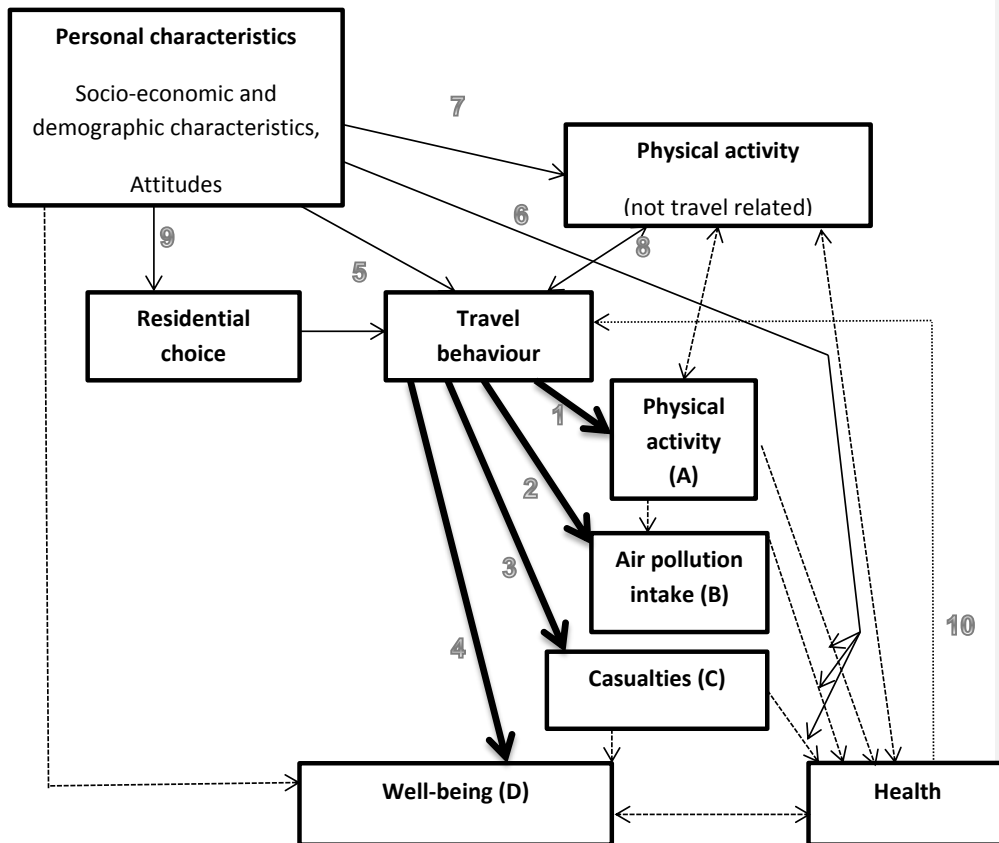 Personal characteristics
Socio-economic and
demographic characteristics,
Attitudes
7
Physical activity
(not travel related)
6
8
9
5
Residential
choice
Travel
behaviour
1
Physical
activity
(A)
2
Air pollution
intake (B)
3
10
4
Casualties (C)
Well-being (D)
Health